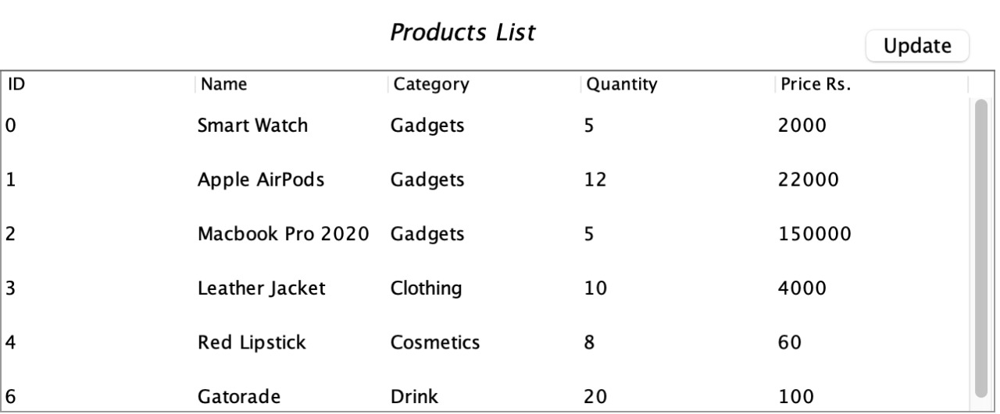 Products List
Update
ID Name Category Quantity Price Rs.
0 Smart Watch Gadgets 5 2000
1 Apple AirPods Gadgets 12 22000
2 Macbook Pro 2020 Gadgets 5 150000
3 Leather Jacket Clothing 10 4000
4 Red Lipstick Cosmetics 8 60
6 Gatorade Drink 20 100